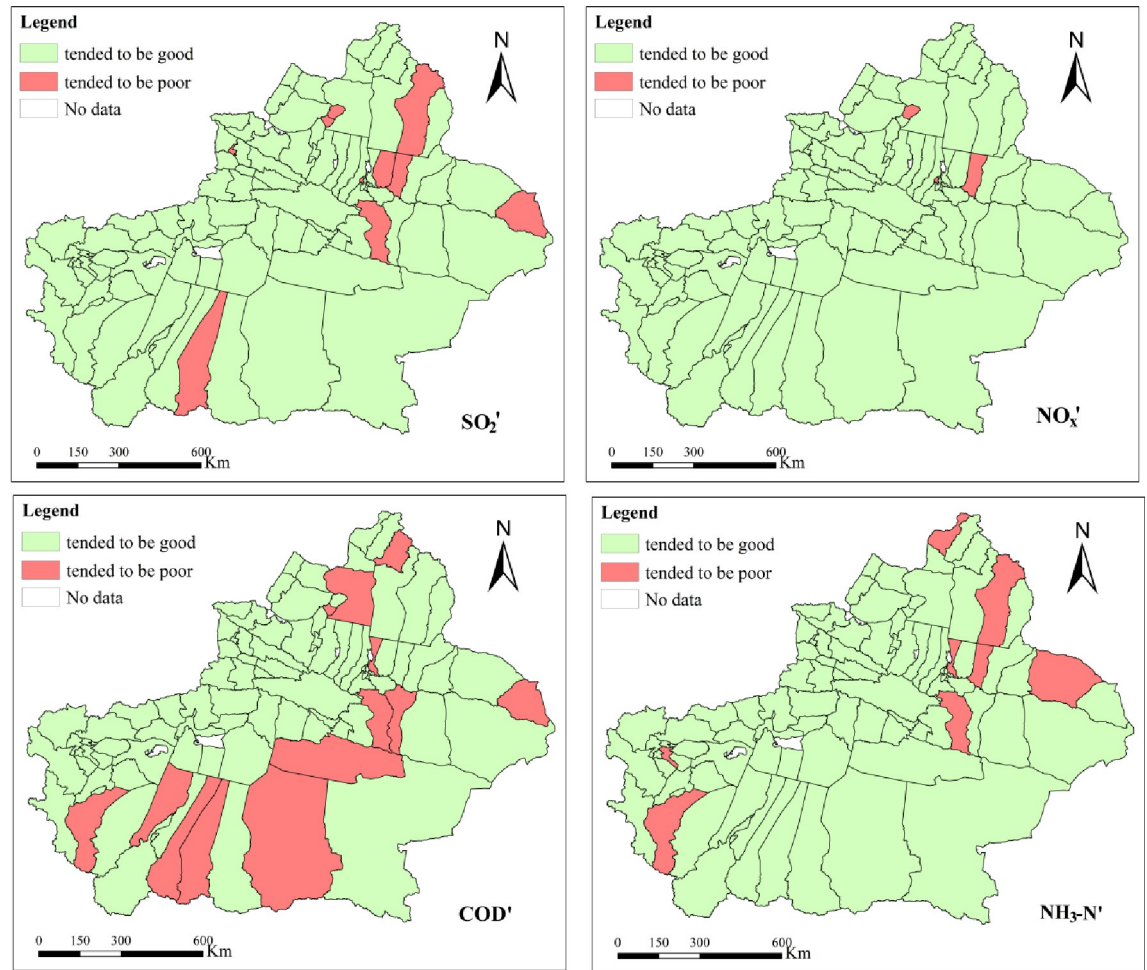 Legend
tended to be good
tended to be poor
No data
N
0 150 300 600
Km
SO₂'
Legend
tended to be good
tended to be poor
No data
N
0 150 300 600
Km
NOₓ'
Legend
tended to be good
tended to be poor
No data
N
0 150 300 600
Km
COD'
Legend
tended to be good
tended to be poor
No data
N
0 150 300 600
Km
NH₃-N'